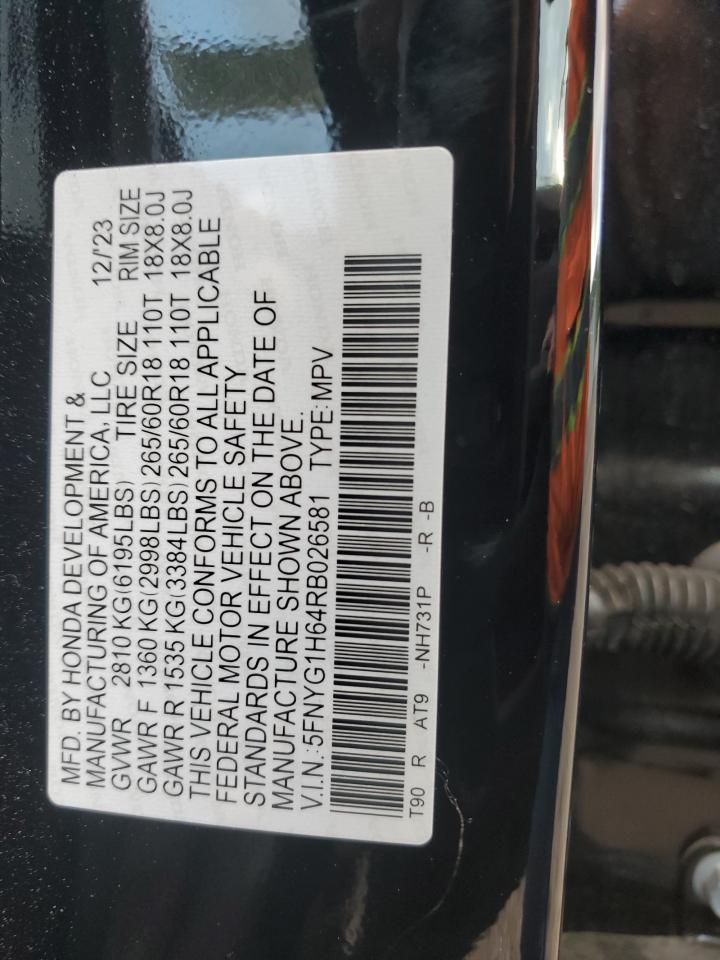 MFD. BY HONDA DEVELOPMENT &
MANUFACTURING OF AMERICA, LLC 12/23
GVWR 2810 KG(6195LBS) TIRE SIZE RIM SIZE
GAWR F 1360 KG(2998LBS)265/60R18 110T 18X8.0J
GAWR R 1535 KG(3384LBS)265/60R18 110T 18X8.0J
THIS VEHICLE CONFORMS TO ALL APPLICABLE
FEDERAL MOTOR VEHICLE SAFETY
STANDARDS IN EFFECT ON THE DATE OF
MANUFACTURE SHOWN ABOVE.
V.I.N.:5FNYG1H64RB026581 TYPE:MPV
T90 R AT9 -NH731P -R -B